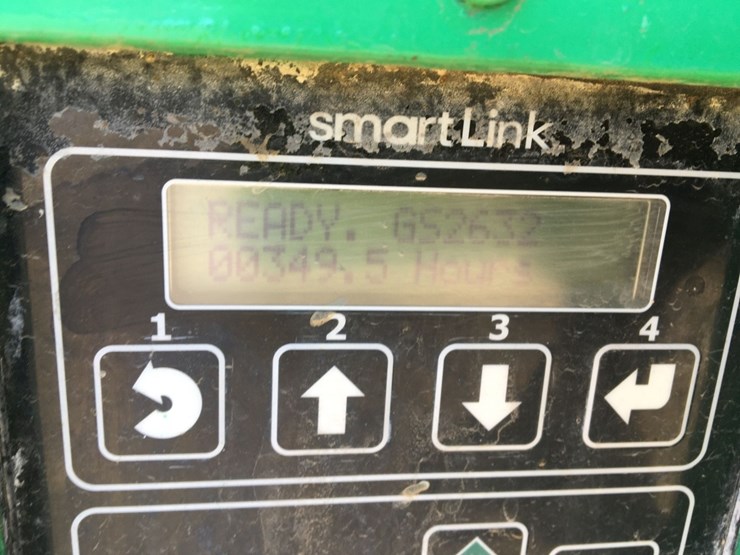 smartLink
READY. GS2632
00349.5 Hours
1 2 3 4